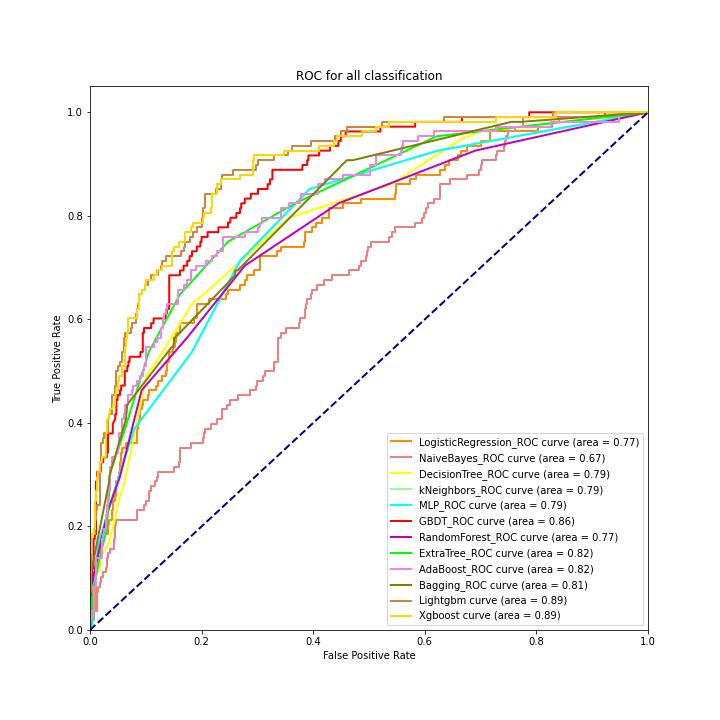 ROC for all classification
1.0
0.8
0.6
0.4
0.2
0.0
True Positive Rate
LogisticRegression_ROC curve (area = 0.77)
NaiveBayes_ROC curve (area = 0.67)
DecisionTree_ROC curve (area = 0.79)
kNeighbors_ROC curve (area = 0.79)
MLP_ROC curve (area = 0.79)
GBDT_ROC curve (area = 0.86)
RandomForest_ROC curve (area = 0.77)
ExtraTree_ROC curve (area = 0.82)
AdaBoost_ROC curve (area = 0.82)
Bagging_ROC curve (area = 0.81)
Lightgbm curve (area = 0.89)
Xgboost curve (area = 0.89)
0.0 0.2 0.4 0.6 0.8 1.0
False Positive Rate